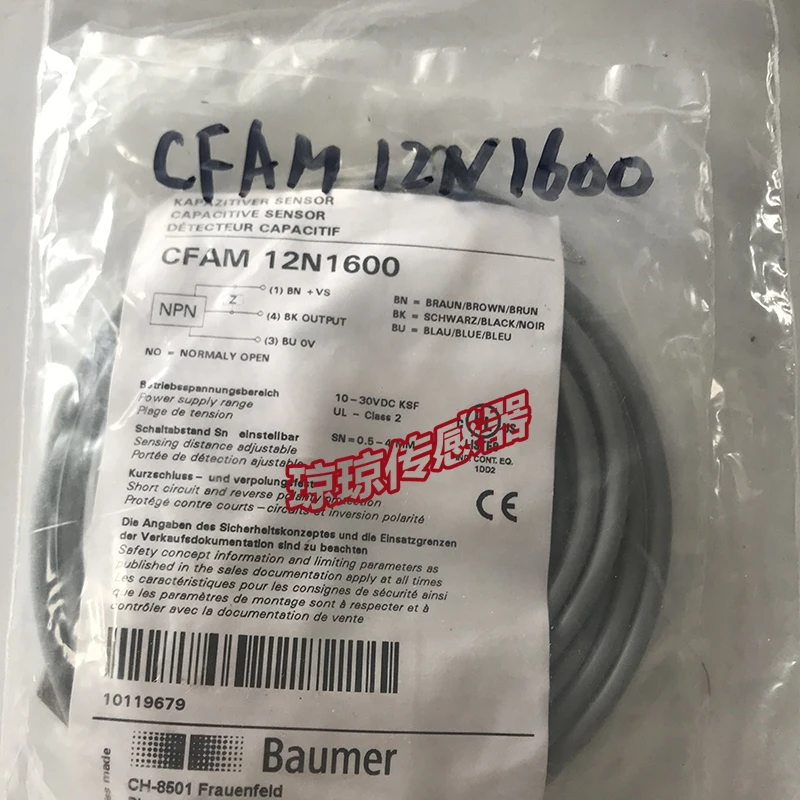 CFAM 12N1600
KAPAZITIVER SENSOR
CAPACITIVE SENSOR
DÉTECTEUR CAPACITIF
CFAM 12N1600
NPN
Z
(1) BN +VS
(4) BK OUTPUT
(3) BU 0V
BN = BRAUN/BROWN/BRUN
BK = SCHWARZ/BLACK/NOIR
BU = BLAU/BLUE/BLEU
NO = NORMALY OPEN
Betriebsspannungsbereich
Power supply range
Plage de tension
10-30VDC KSF
UL - Class 2
Schaltabstand Sn einstellbar
Sensing distance adjustable
Portée de détection ajustable
SN=0.5-4MM
US
LISTED
IND. CONT. EQ.
1DD2
琼琼传感器
Kurzschluss- und verpolungsfest
Short circuit and reverse polarity protection
Protégé contre courts-circuits et inversion polarité
CE
Die Angaben des Sicherheitskonzeptes und die Einsatzgrenzen
der Verkaufsdokumentation sind zu beachten
Safety concept information and limiting parameters as
published in the sales documentation apply at all times
Les caractéristiques pour les consignes de sécurité ainsi
que les paramètres de montage sont à respecter et à
contrôler avec la documentation de vente
10119679
made
Baumer
CH-8501 Frauenfeld